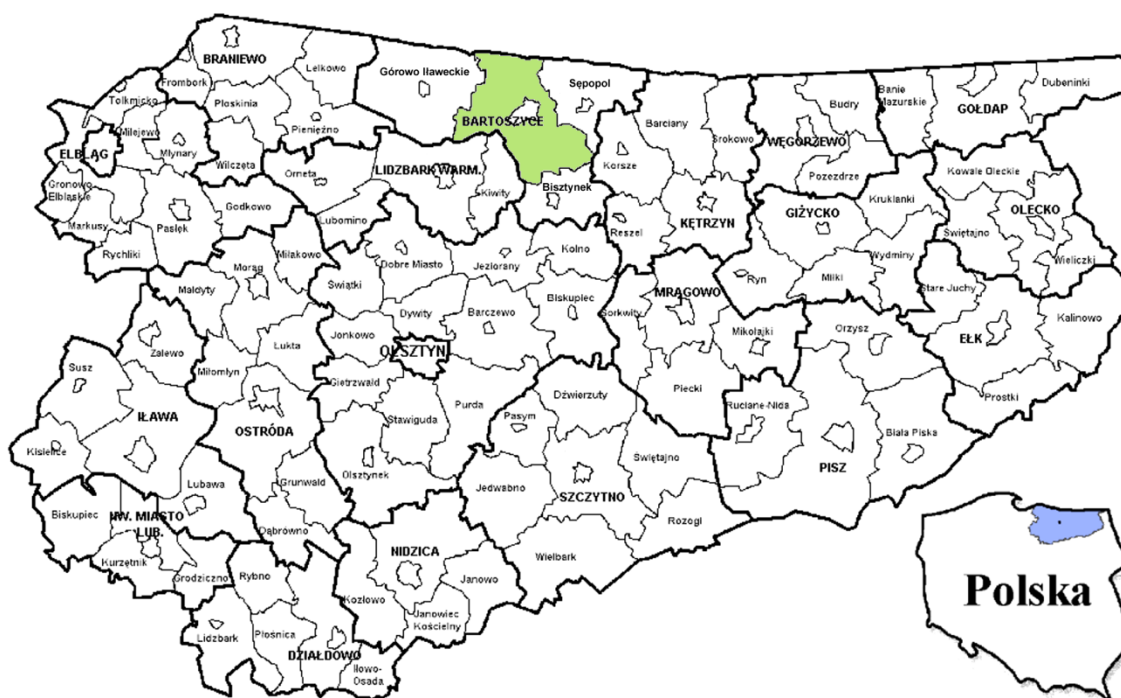 BRANIEWO
Lelkowo
Frombork
Górowo Iławeckie
Sępopol
Banie
Mazurskie
Dubeninki
GOŁDAP
Tolkmicko
Płoskinia
Pieniężno
BARTOSZYCE
Budry
Barciany
Srokowo
WĘGORZEWO
Milejewo
Młynary
ELBLĄG
Wilczęta
Orneta
LIDZBARK WARM.
Kiwity
Bisztynek
Korsze
Pozezdrze
Kowale Oleckie
Gronowo
Elbląskie
Markusy
Pasłęk
Godkowo
Lubomino
Reszel
KĘTRZYN
GIŻYCKO
Kruklanki
OLECKO
Świętajno
Rychliki
Miłakowo
Morąg
Dobre Miasto
Jeziorany
Kolno
Wydminy
Wieliczki
Małdyty
Świątki
Dywity
Barczewo
Biskupiec
Sorkwity
MRĄGOWO
Ryn
Miłki
Stare Juchy
Kalinowo
Zalewo
Łukta
Jonkowo
OLSZTYN
Mikołajki
Orzysz
EŁK
Susz
Miłomłyn
Gietrzwałd
Piecki
Prostki
IŁAWA
OSTRÓDA
Stawiguda
Purda
Pasym
Dźwierzuty
Ruciane-Nida
Biała Piska
Kisielice
Lubawa
Grunwald
Olsztynek
Jedwabno
SZCZYTNO
Świętajno
PISZ
Biskupiec
NW. MIASTO
LUB.
Dąbrówno
Rozogi
Kurzętnik
Grodziczno
Rybno
NIDZICA
Janowo
Wielbark
Kozłowo
Janowiec
Kościelny
Lidzbark
Płośnica
DZIAŁDOWO
Iłowo-
Osada
Polska